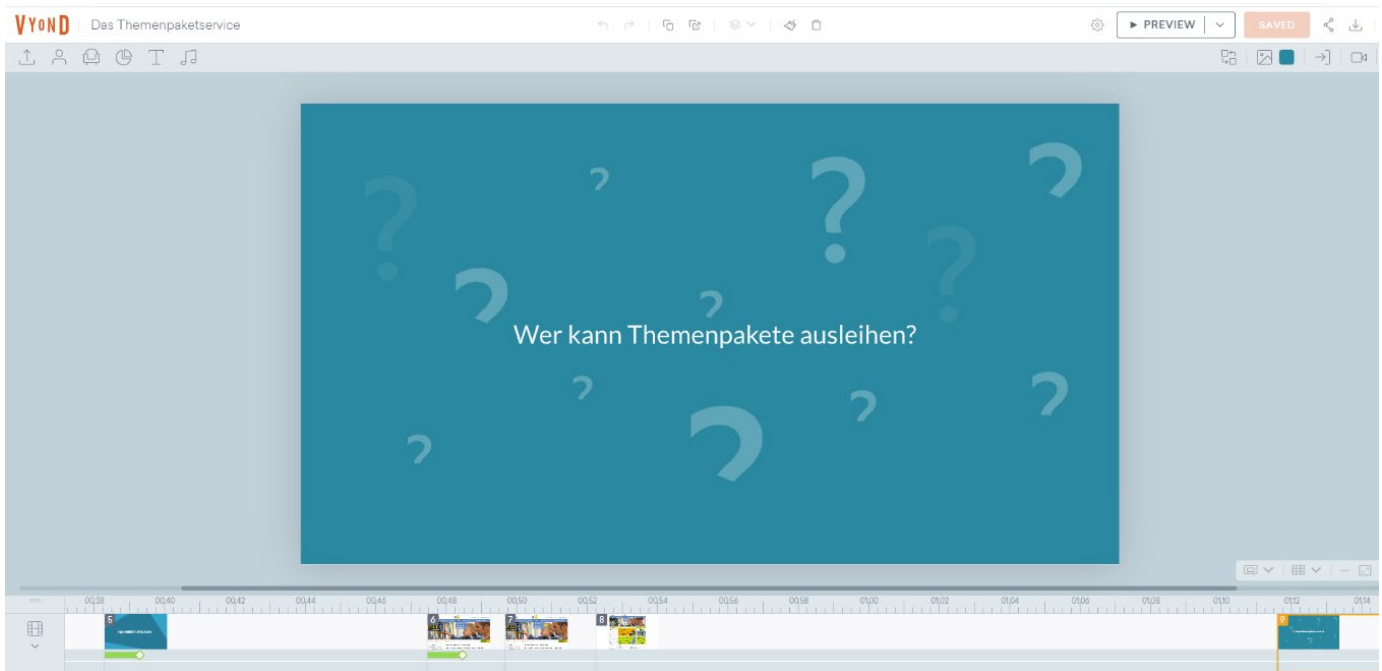 VYOND Das Themenpaketservice PREVIEW SAVED
? ? ? ? ? ? ? ?
Wer kann Themenpakete ausleihen?
? ? ? ? ?
00:38 00:40 00:42 00:44 00:46 00:48 00:50 00:52 00:54 00:56 00:58 01:00 01:02 01:04 01:06 01:08 01:10 01:12 01:14
5 6 7 8 9